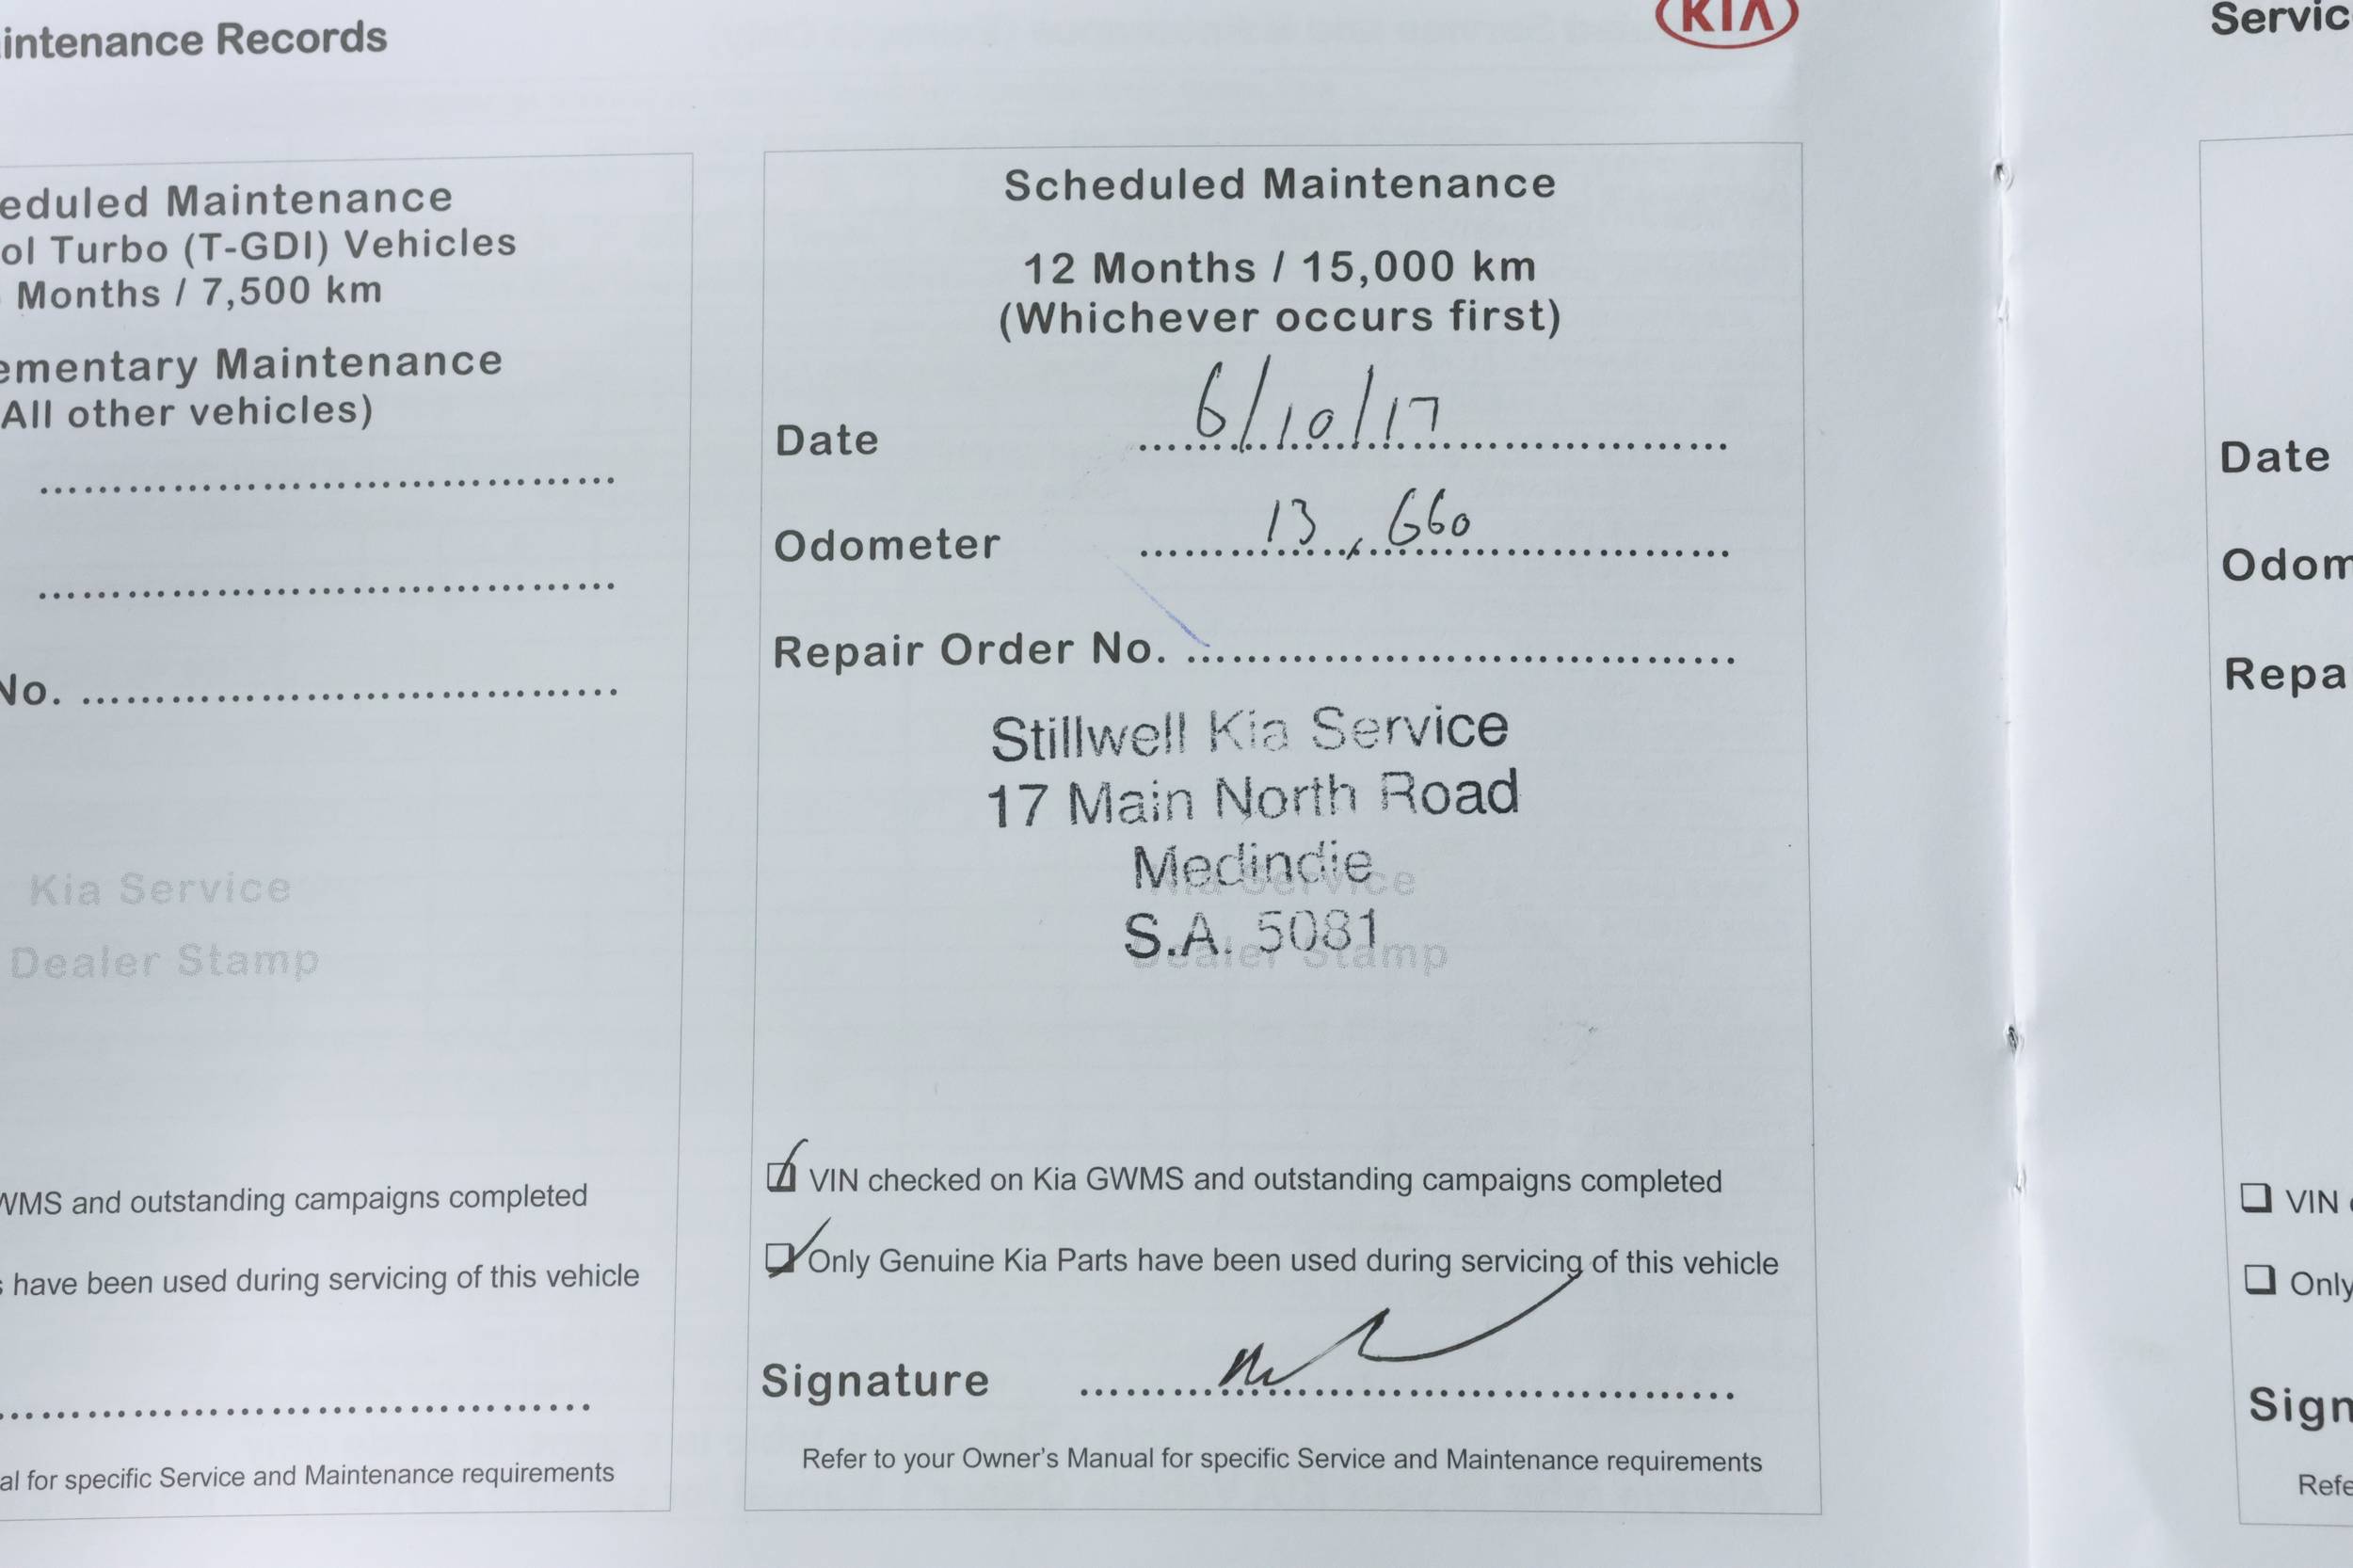 intenance Records
KIA
Servic
eduled Maintenance
ol Turbo (T-GDI) Vehicles
Months / 7,500 km
ementary Maintenance
All other vehicles)
No.
Kia Service
Dealer Stamp
WMS and outstanding campaigns completed
have been used during servicing of this vehicle
al for specific Service and Maintenance requirements
Scheduled Maintenance
12 Months / 15,000 km
(Whichever occurs first)
Date 6/10/17
Odometer 13,660
Repair Order No.
Stillwell Kia Service
17 Main North Road
Medindie
S.A. 5081
Kia Service
Dealer Stamp
VIN checked on Kia GWMS and outstanding campaigns completed
Only Genuine Kia Parts have been used during servicing of this vehicle
Signature
Refer to your Owner's Manual for specific Service and Maintenance requirements
Date
Odom
Repa
VIN
Only
Sign
Refe